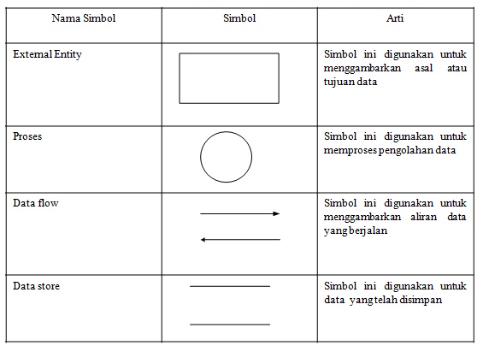 Nama Simbol Simbol Arti
External Entity
Simbol ini digunakan untuk
menggambarkan asal atau
tujuan data
Proses
Simbol ini digunakan untuk
memproses pengolahan data
Data flow
Simbol ini digunakan untuk
menggambarkan aliran data
yang berjalan
Data store
Simbol ini digunakan untuk
data yang telah disimpan